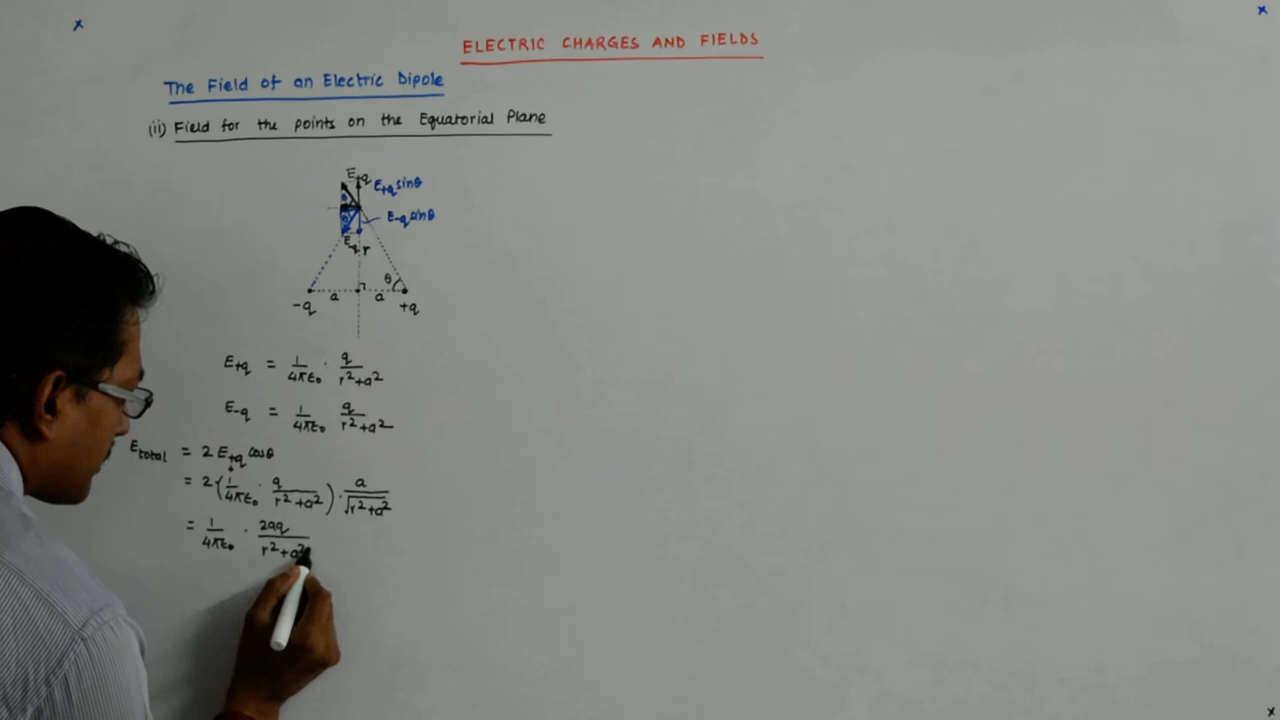 ELECTRIC CHARGES AND FIELDS
The Field of an Electric Dipole
(ii) Field for the points on the Equatorial Plane
E+q
E+q sinθ
E-q sinθ
E-q r
θ
a a
-q +q
E+q = 1/4πε₀ · q/r²+a²
E-q = 1/4πε₀ · q/r²+a²
Etotal = 2 E+q cosθ
= 2 (1/4πε₀ · q/r²+a²) · a/√r²+a²
= 1/4πε₀ · 2aq/r²+a²